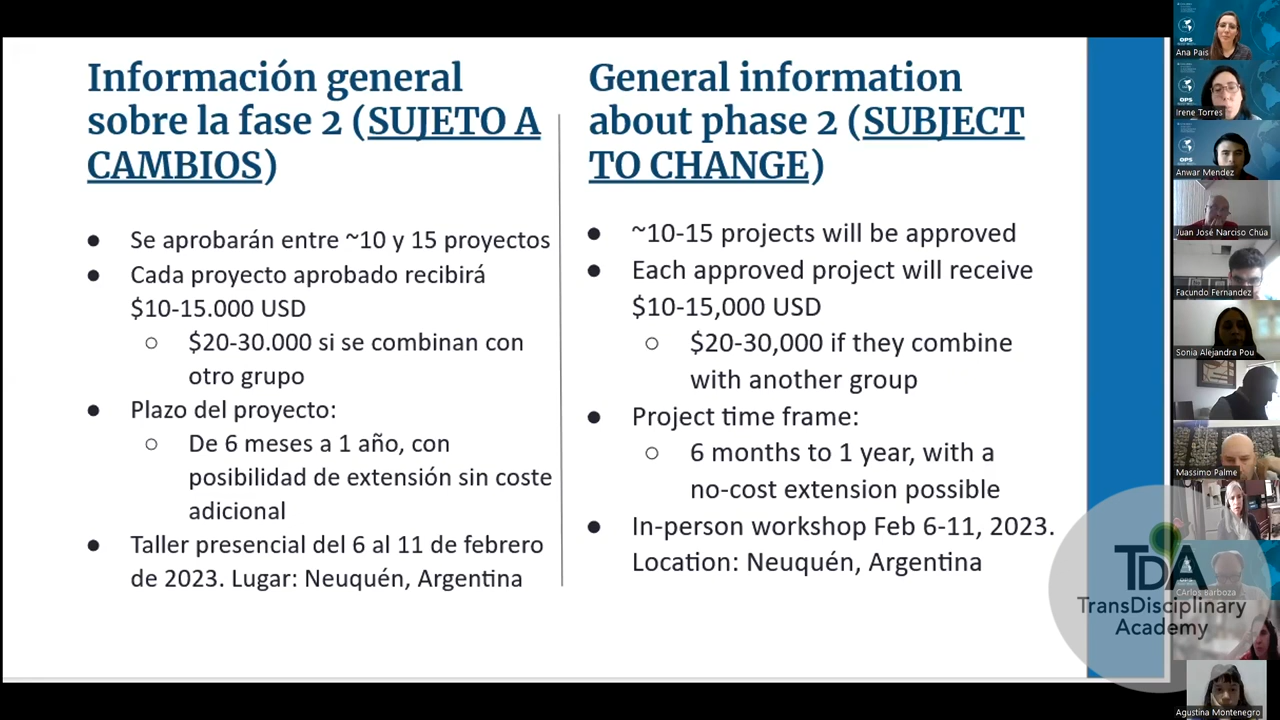 Información general
sobre la fase 2 (SUJETO A
CAMBIOS)
● Se aprobarán entre ~10 y 15 proyectos
● Cada proyecto aprobado recibirá
$10-15.000 USD
○ $20-30.000 si se combinan con
otro grupo
● Plazo del proyecto:
○ De 6 meses a 1 año, con
posibilidad de extensión sin coste
adicional
● Taller presencial del 6 al 11 de febrero
de 2023. Lugar: Neuquén, Argentina
General information
about phase 2 (SUBJECT
TO CHANGE)
● ~10-15 projects will be approved
● Each approved project will receive
$10-15,000 USD
○ $20-30,000 if they combine
with another group
● Project time frame:
○ 6 months to 1 year, with a
no-cost extension possible
● In-person workshop Feb 6-11, 2023.
Location: Neuquén, Argentina
TDA
TransDisciplinary
Academy
OPS
Ana Pais
OPS
Irene Torres
OPS
Anwar Mendez
Juan José Narciso Chúa
Facundo Fernandez
Sonia Alejandra Pou
Massimo Palme
OPS
CArlos Barboza
Agustina Montenegro